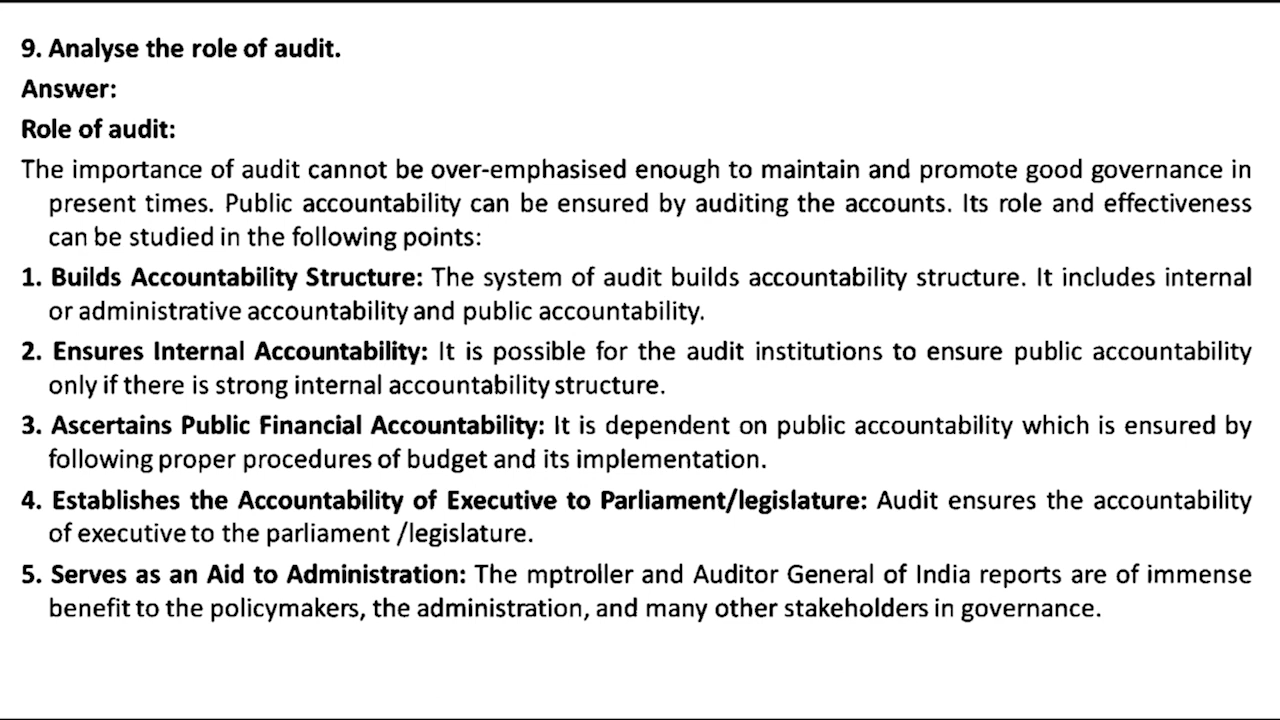 9. Analyse the role of audit.
Answer:
Role of audit:
The importance of audit cannot be over-emphasised enough to maintain and promote good governance in
present times. Public accountability can be ensured by auditing the accounts. Its role and effectiveness
can be studied in the following points:
1. Builds Accountability Structure: The system of audit builds accountability structure. It includes internal
or administrative accountability and public accountability.
2. Ensures Internal Accountability: It is possible for the audit institutions to ensure public accountability
only if there is strong internal accountability structure.
3. Ascertains Public Financial Accountability: It is dependent on public accountability which is ensured by
following proper procedures of budget and its implementation.
4. Establishes the Accountability of Executive to Parliament/legislature: Audit ensures the accountability
of executive to the parliament /legislature.
5. Serves as an Aid to Administration: The mptroller and Auditor General of India reports are of immense
benefit to the policymakers, the administration, and many other stakeholders in governance.